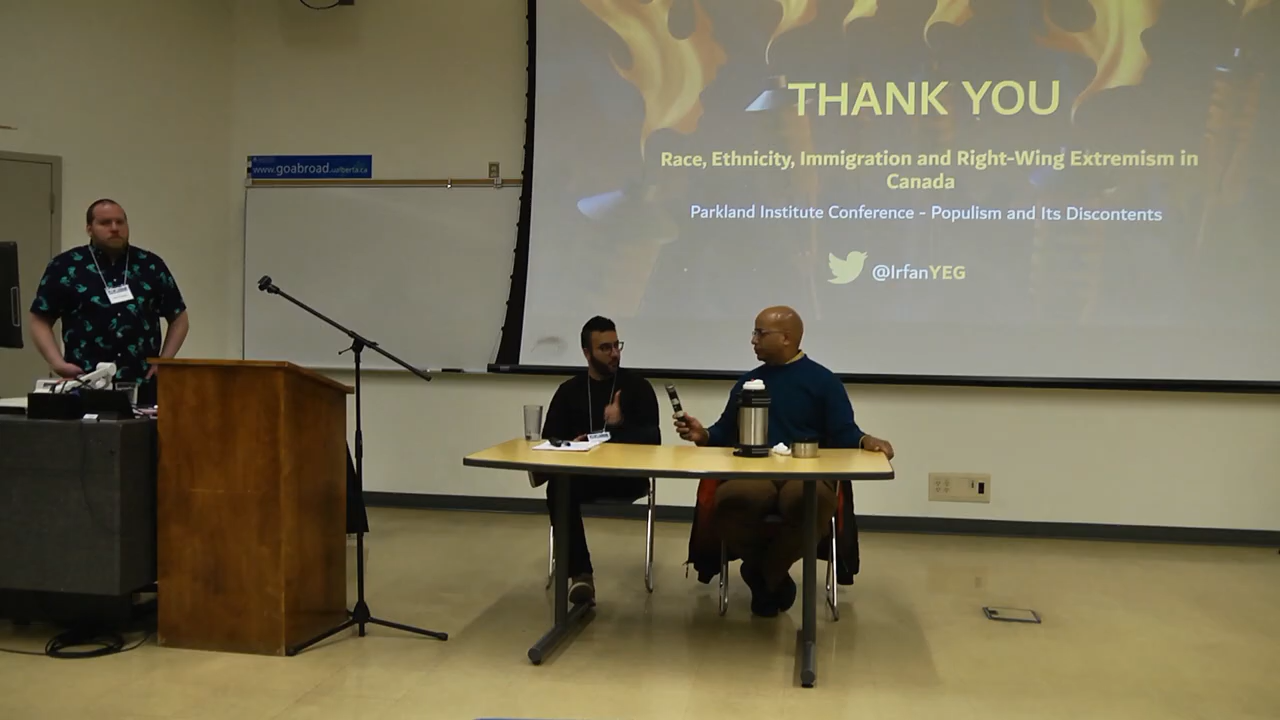 THANK YOU
Race, Ethnicity, Immigration and Right-Wing Extremism in
Canada
Parkland Institute Conference - Populism and Its Discontents
@IrfanYEG
www.goabroad.ualberta.ca